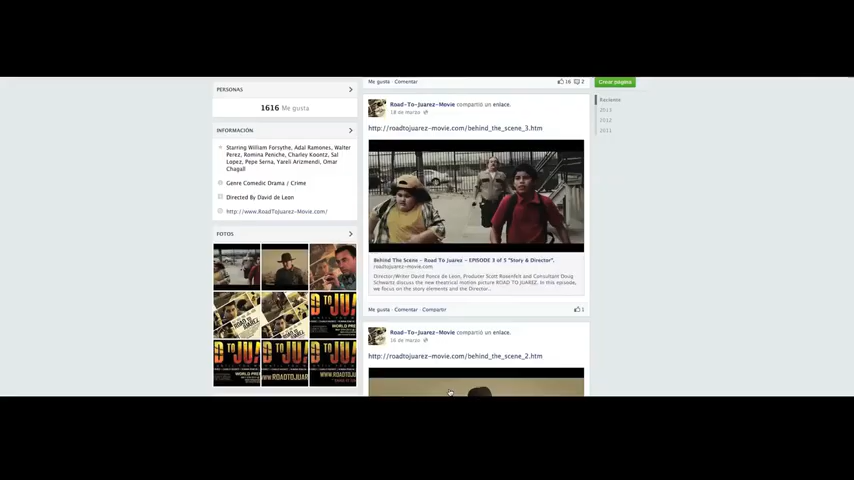 PERSONAS
1616 Me gusta
INFORMACIÓN
Starring William Forsythe, Adal Ramones, Walter
Perez, Romina Peniche, Charley Koontz, Sal
Lopez, Pepe Serna, Yareli Arizmendi, Omar
Chagall
Genre Comedic Drama / Crime
Directed By David de Leon
http://www.RoadToJuarez-Movie.com/
FOTOS
Me gusta · Comentar
16 2
Road-To-Juarez-Movie compartió un enlace.
18 de marzo
http://roadtojuarez-movie.com/behind_the_scene_3.htm
Behind The Scene - Road To Juarez - EPISODE 3 of 5 "Story & Director".
roadtojuarez-movie.com
Director/Writer David Ponce de Leon, Producer Scott Rosenfelt and Consultant Doug
Schwartz discuss the new theatrical motion picture ROAD TO JUAREZ. In this episode,
we focus on the story elements and the Director...
Me gusta · Comentar · Compartir
1
Road-To-Juarez-Movie compartió un enlace.
16 de marzo
http://roadtojuarez-movie.com/behind_the_scene_2.htm
Crear página
Reciente
2013
2012
2011